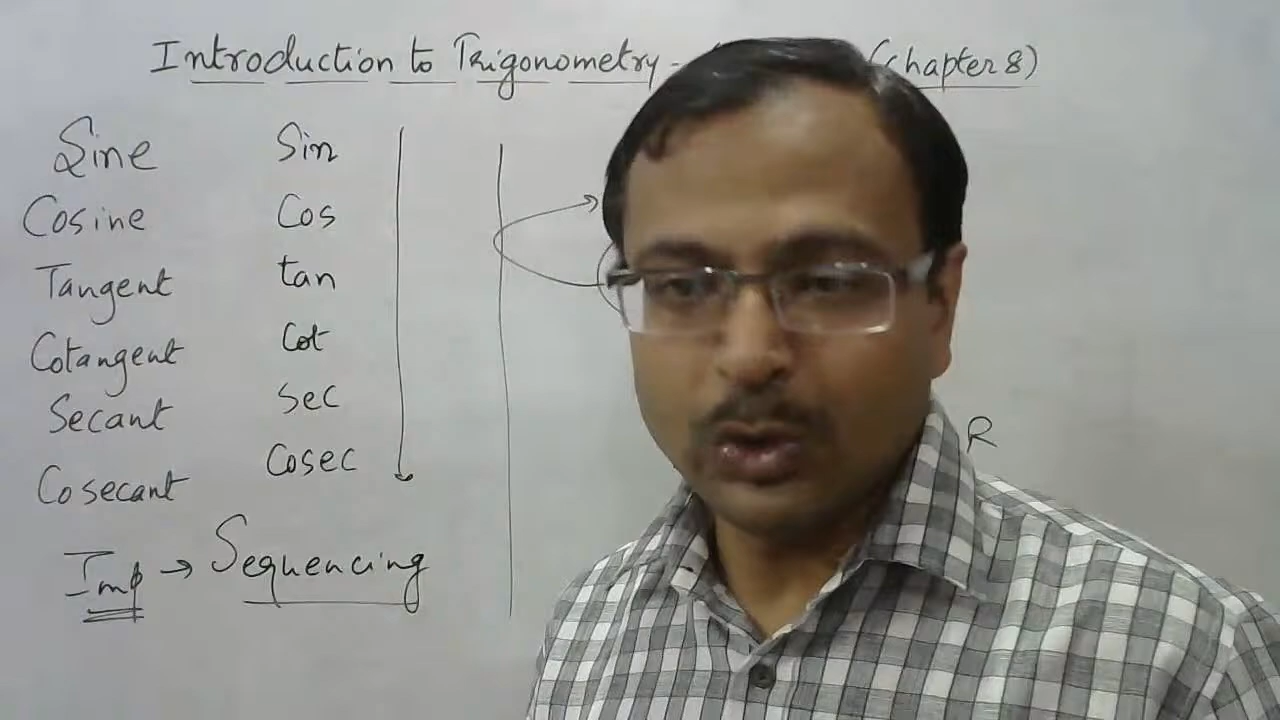 Introduction to Trigonometry - (Chapter 8)
Sine Sin
Cosine Cos
Tangent tan
Cotangent Cot
Secant Sec
Cosecant Cosec
Imp → Sequencing
R